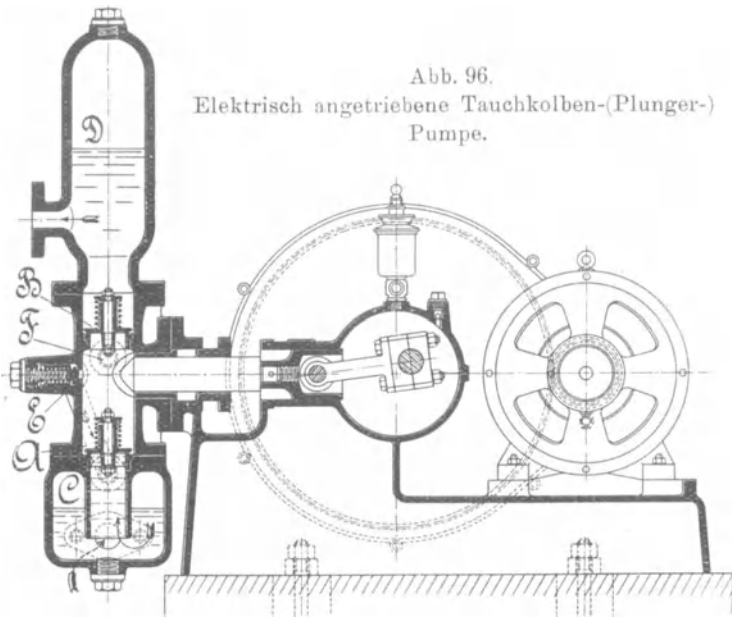 Abb. 96.
Elektrisch angetriebene Tauchkolben-(Plunger-)
Pumpe.
D
B
F
E
A
C